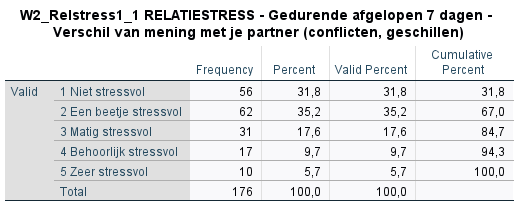 W2_Relstress1_1 RELATIESTRESS - Gedurende afgelopen 7 dagen -
Verschil van mening met je partner (conflicten, geschillen)
Frequency Percent Valid Percent Cumulative Percent
Valid 1 Niet stressvol 56 31,8 31,8 31,8
2 Een beetje stressvol 62 35,2 35,2 67,0
3 Matig stressvol 31 17,6 17,6 84,7
4 Behoorlijk stressvol 17 9,7 9,7 94,3
5 Zeer stressvol 10 5,7 5,7 100,0
Total 176 100,0 100,0